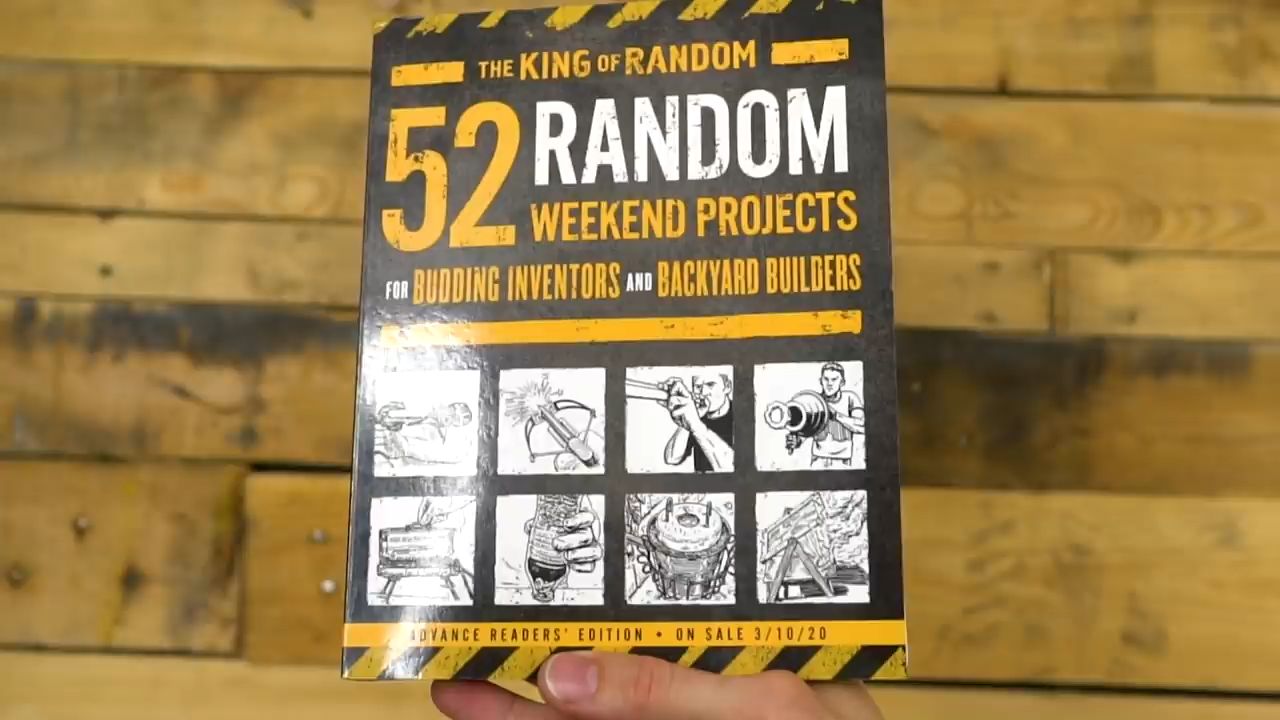 THE KING OF RANDOM
52 RANDOM
WEEKEND PROJECTS
FOR BUDDING INVENTORS AND BACKYARD BUILDERS
ADVANCE READERS' EDITION • ON SALE 3/10/20